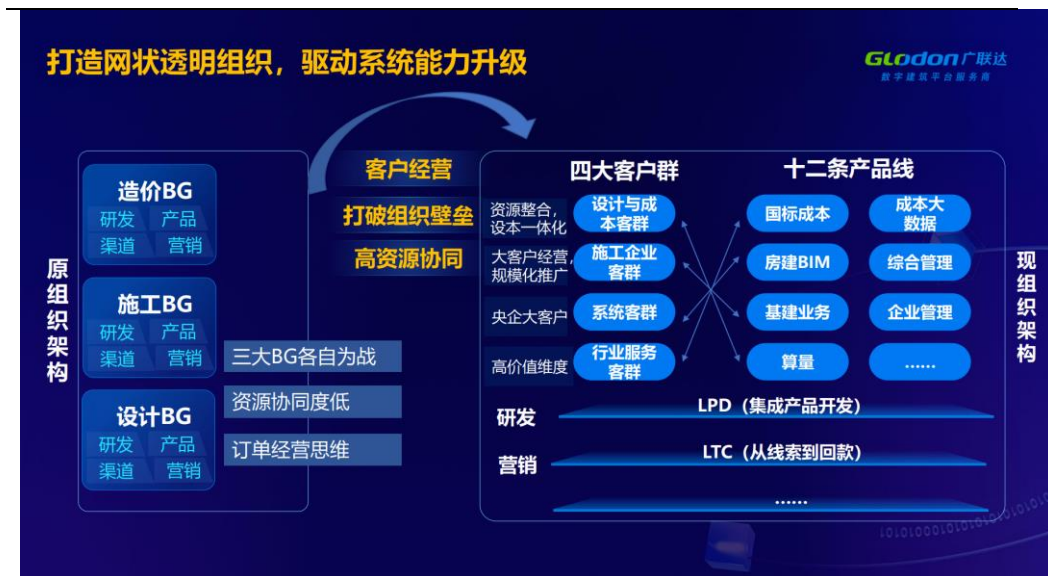 打造网状透明组织，驱动系统能力升级
GLodon广联达
数字建筑平台服务商
原组织架构
造价BG
研发 产品
渠道 营销
施工BG
研发 产品
渠道 营销
设计BG
研发 产品
渠道 营销
三大BG各自为战
资源协同度低
订单经营思维
客户经营
打破组织壁垒
高资源协同
四大客户群
十二条产品线
资源整合，
设本一体化
设计与成
本客群
国标成本
成本大
数据
大客户经营，
规模化推广
施工企业
客群
房建BIM
综合管理
央企大客户
系统客群
基建业务
企业管理
高价值维度
行业服务
客群
算量
……
研发
LPD（集成产品开发）
营销
LTC（从线索到回款）
……
现组织架构